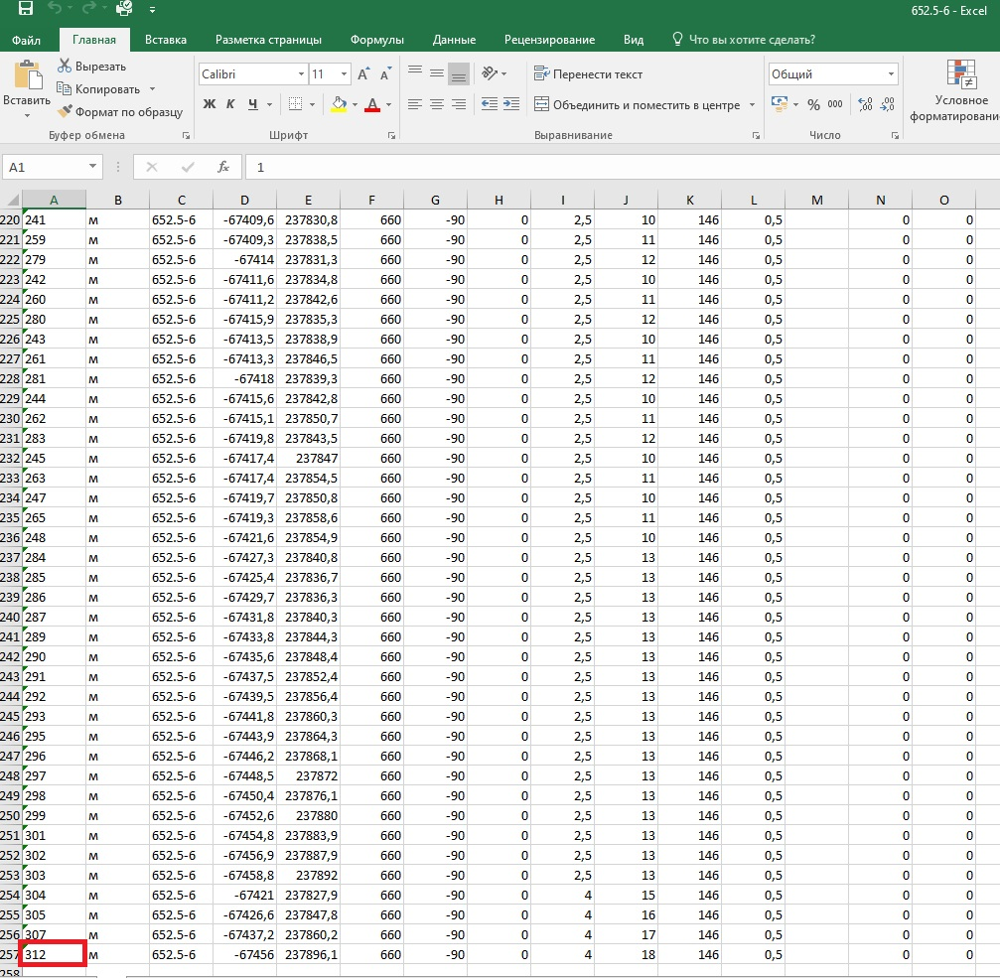 652.5-6 - Excel
Файл Главная Вставка Разметка страницы Формулы Данные Рецензирование Вид Что вы хотите сделать?
Вставить
Вырезать
Копировать
Формат по образцу
Буфер обмена
Calibri 11
Ж К Ч
Шрифт
Перенести текст
Объединить и поместить в центре
Выравнивание
Общий
% 000
Число
Условное
форматировани
A1 fx 1
A B C D E F G H I J K L M N O
220 241 м 652.5-6 -67409,6 237830,8 660 -90 0 2,5 10 146 0,5 0 0
221 259 м 652.5-6 -67409,3 237838,5 660 -90 0 2,5 11 146 0,5 0 0
222 279 м 652.5-6 -67414 237831,3 660 -90 0 2,5 12 146 0,5 0 0
223 242 м 652.5-6 -67411,6 237834,8 660 -90 0 2,5 10 146 0,5 0 0
224 260 м 652.5-6 -67411,2 237842,6 660 -90 0 2,5 11 146 0,5 0 0
225 280 м 652.5-6 -67415,9 237835,3 660 -90 0 2,5 12 146 0,5 0 0
226 243 м 652.5-6 -67413,5 237838,9 660 -90 0 2,5 10 146 0,5 0 0
227 261 м 652.5-6 -67413,3 237846,5 660 -90 0 2,5 11 146 0,5 0 0
228 281 м 652.5-6 -67418 237839,3 660 -90 0 2,5 12 146 0,5 0 0
229 244 м 652.5-6 -67415,6 237842,8 660 -90 0 2,5 10 146 0,5 0 0
230 262 м 652.5-6 -67415,1 237850,7 660 -90 0 2,5 11 146 0,5 0 0
231 283 м 652.5-6 -67419,8 237843,5 660 -90 0 2,5 12 146 0,5 0 0
232 245 м 652.5-6 -67417,4 237847 660 -90 0 2,5 10 146 0,5 0 0
233 263 м 652.5-6 -67417,4 237854,5 660 -90 0 2,5 11 146 0,5 0 0
234 247 м 652.5-6 -67419,7 237850,8 660 -90 0 2,5 10 146 0,5 0 0
235 265 м 652.5-6 -67419,3 237858,6 660 -90 0 2,5 11 146 0,5 0 0
236 248 м 652.5-6 -67421,6 237854,9 660 -90 0 2,5 10 146 0,5 0 0
237 284 м 652.5-6 -67427,3 237840,8 660 -90 0 2,5 13 146 0,5 0 0
238 285 м 652.5-6 -67425,4 237836,7 660 -90 0 2,5 13 146 0,5 0 0
239 286 м 652.5-6 -67429,7 237836,3 660 -90 0 2,5 13 146 0,5 0 0
240 287 м 652.5-6 -67431,8 237840,3 660 -90 0 2,5 13 146 0,5 0 0
241 289 м 652.5-6 -67433,8 237844,3 660 -90 0 2,5 13 146 0,5 0 0
242 290 м 652.5-6 -67435,6 237848,4 660 -90 0 2,5 13 146 0,5 0 0
243 291 м 652.5-6 -67437,5 237852,4 660 -90 0 2,5 13 146 0,5 0 0
244 292 м 652.5-6 -67439,5 237856,4 660 -90 0 2,5 13 146 0,5 0 0
245 293 м 652.5-6 -67441,8 237860,3 660 -90 0 2,5 13 146 0,5 0 0
246 295 м 652.5-6 -67443,9 237864,3 660 -90 0 2,5 13 146 0,5 0 0
247 296 м 652.5-6 -67446,2 237868,1 660 -90 0 2,5 13 146 0,5 0 0
248 297 м 652.5-6 -67448,5 237872 660 -90 0 2,5 13 146 0,5 0 0
249 298 м 652.5-6 -67450,4 237876,1 660 -90 0 2,5 13 146 0,5 0 0
250 299 м 652.5-6 -67452,6 237880 660 -90 0 2,5 13 146 0,5 0 0
251 301 м 652.5-6 -67454,8 237883,9 660 -90 0 2,5 13 146 0,5 0 0
252 302 м 652.5-6 -67456,9 237887,9 660 -90 0 2,5 13 146 0,5 0 0
253 303 м 652.5-6 -67458,8 237892 660 -90 0 2,5 13 146 0,5 0 0
254 304 м 652.5-6 -67421 237827,9 660 -90 0 4 15 146 0,5 0 0
255 305 м 652.5-6 -67426,6 237847,8 660 -90 0 4 16 146 0,5 0 0
256 307 м 652.5-6 -67437,2 237860,2 660 -90 0 4 17 146 0,5 0 0
257 312 м 652.5-6 -67456 237896,1 660 -90 0 4 18 146 0,5 0 0
258